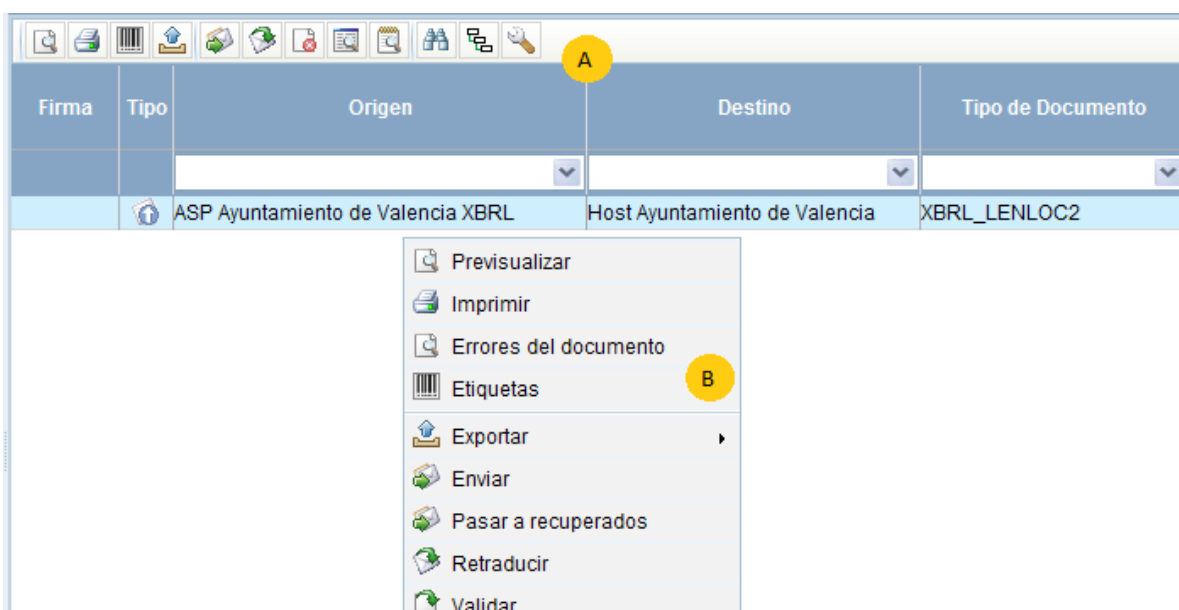 A
Firma Tipo Origen Destino Tipo de Documento
ASP Ayuntamiento de Valencia XBRL Host Ayuntamiento de Valencia XBRL_LENLOC2
Previsualizar
Imprimir
Errores del documento
B
Etiquetas
Exportar
Enviar
Pasar a recuperados
Retraducir
Validar